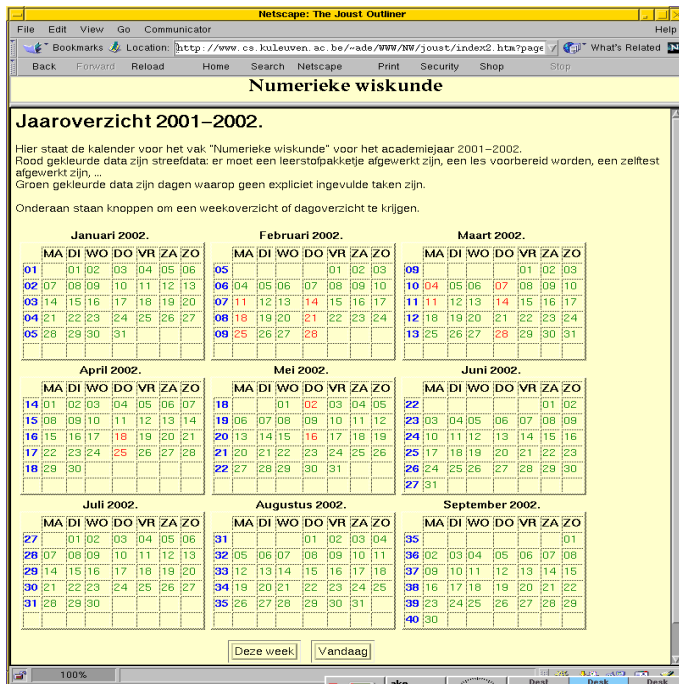 Netscape: The Joust Outliner
File Edit View Go Communicator Help
Bookmarks Location: http://www.cs.kuleuven.ac.be/~ade/WWW/NW/joust/index2.htm?page What's Related
Back Forward Reload Home Search Netscape Print Security Shop Stop
Numerieke wiskunde
Jaaroverzicht 2001-2002.
Hier staat de kalender voor het vak "Numerieke wiskunde" voor het academiejaar 2001-2002.
Rood gekleurde data zijn streefdata: er moet een leerstofpakketje afgewerkt zijn, een les voorbereid worden, een zelftest
afgewerkt zijn, ...
Groen gekleurde data zijn dagen waarop geen expliciet ingevulde taken zijn.
Onderaan staan knoppen om een weekoverzicht of dagoverzicht te krijgen.
Januari 2002.
MA DI WO DO VR ZA ZO
01 01 02 03 04 05 06
02 07 08 09 10 11 12 13
03 14 15 16 17 18 19 20
04 21 22 23 24 25 26 27
05 28 29 30 31
Februari 2002.
MA DI WO DO VR ZA ZO
05 01 02 03
06 04 05 06 07 08 09 10
07 11 12 13 14 15 16 17
08 18 19 20 21 22 23 24
09 25 26 27 28
Maart 2002.
MA DI WO DO VR ZA ZO
09 01 02 03
10 04 05 06 07 08 09 10
11 11 12 13 14 15 16 17
12 18 19 20 21 22 23 24
13 25 26 27 28 29 30 31
April 2002.
MA DI WO DO VR ZA ZO
14 01 02 03 04 05 06 07
15 08 09 10 11 12 13 14
16 15 16 17 18 19 20 21
17 22 23 24 25 26 27 28
18 29 30
Mei 2002.
MA DI WO DO VR ZA ZO
18 01 02 03 04 05
19 06 07 08 09 10 11 12
20 13 14 15 16 17 18 19
21 20 21 22 23 24 25 26
22 27 28 29 30 31
Juni 2002.
MA DI WO DO VR ZA ZO
22 01 02
23 03 04 05 06 07 08 09
24 10 11 12 13 14 15 16
25 17 18 19 20 21 22 23
26 24 25 26 27 28 29 30
27 31
Juli 2002.
MA DI WO DO VR ZA ZO
27 01 02 03 04 05 06
28 07 08 09 10 11 12 13
29 14 15 16 17 18 19 20
30 21 22 23 24 25 26 27
31 28 29 30
Augustus 2002.
MA DI WO DO VR ZA ZO
31 01 02 03 04
32 05 06 07 08 09 10 11
33 12 13 14 15 16 17 18
34 19 20 21 22 23 24 25
35 26 27 28 29 30 31
September 2002.
MA DI WO DO VR ZA ZO
35 01
36 02 03 04 05 06 07 08
37 09 10 11 12 13 14 15
38 16 17 18 19 20 21 22
39 23 24 25 26 27 28 29
40 30
Deze week Vandaag
100%
ake Desk Desk